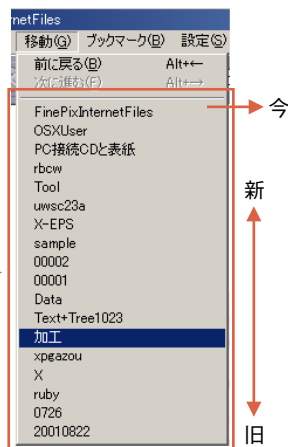 netFiles
移動(G) ブックマーク(B) 設定(S)
前に戻る(B) Alt+←
次に進む(F) Alt+→
FinePixInternetFiles
OSXUser
PC接続CDと表紙
rbcw
Tool
uwsc23a
X-EPS
sample
00002
00001
Data
Text+Tree1023
加工
xpgazou
X
ruby
0726
20010822
今
新
旧